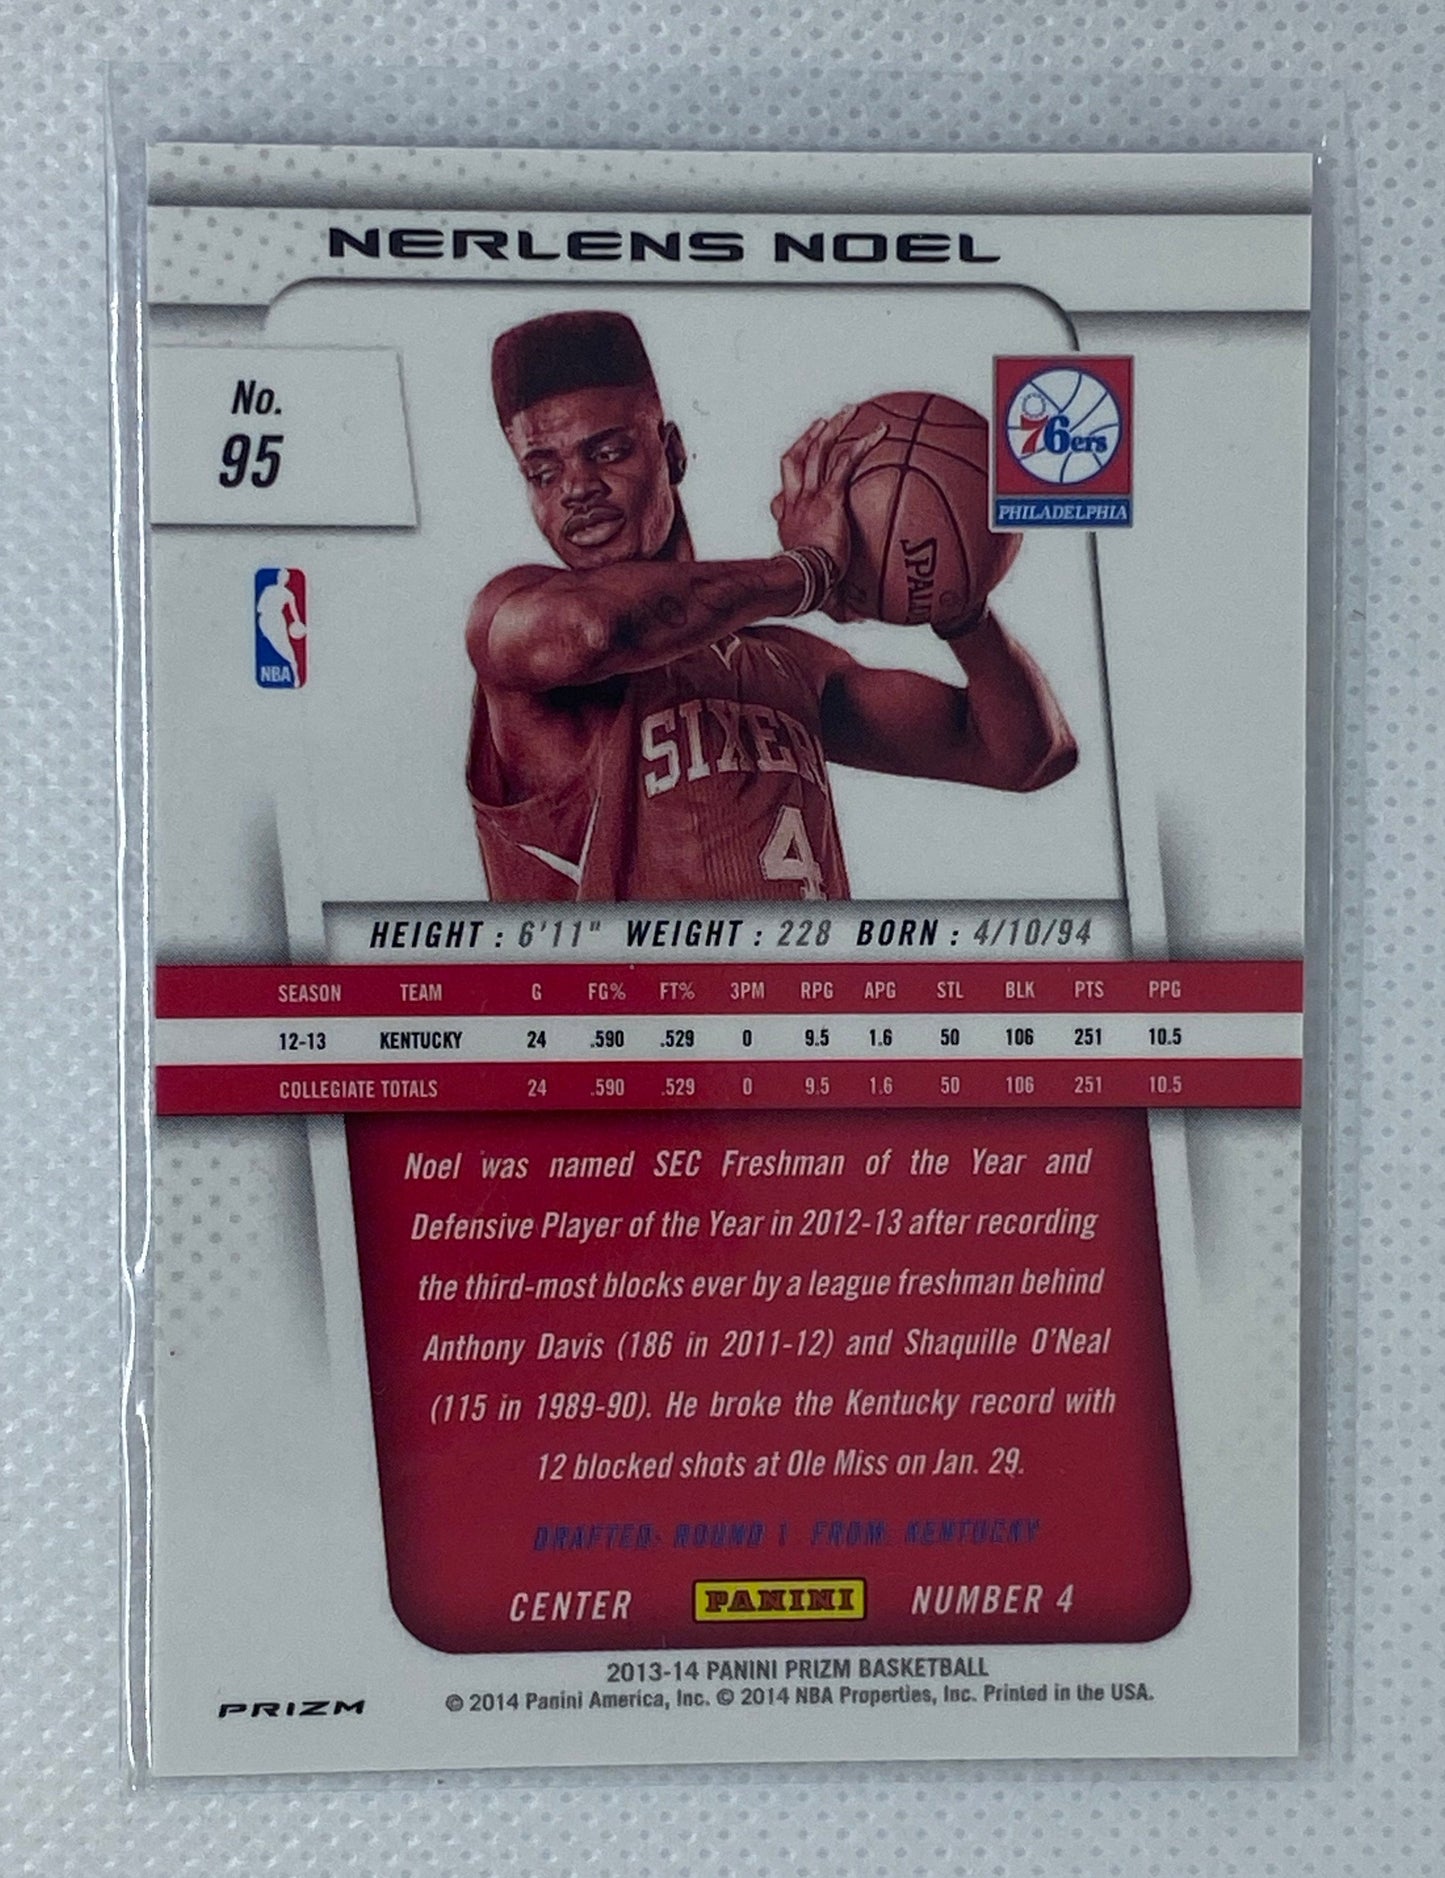 NERLENS NOEL
No.
95
76ers
PHILADELPHIA
NBA
SPALD
SIXER
4
HEIGHT : 6'11" WEIGHT : 228 BORN : 4/10/94
SEASON TEAM G FG% FT% 3PM RPG APG STL BLK PTS PPG
12-13 KENTUCKY 24 .590 .529 0 9.5 1.6 50 106 251 10.5
COLLEGIATE TOTALS 24 .590 .529 0 9.5 1.6 50 106 251 10.5
Noel was named SEC Freshman of the Year and
Defensive Player of the Year in 2012-13 after recording
the third-most blocks ever by a league freshman behind
Anthony Davis (186 in 2011-12) and Shaquille O'Neal
(115 in 1989-90). He broke the Kentucky record with
12 blocked shots at Ole Miss on Jan. 29.
DRAFTED: ROUND 1 FROM: KENTUCKY
CENTER PANINI NUMBER 4
2013-14 PANINI PRIZM BASKETBALL
© 2014 Panini America, Inc. © 2014 NBA Properties, Inc. Printed in the USA.
PRIZM